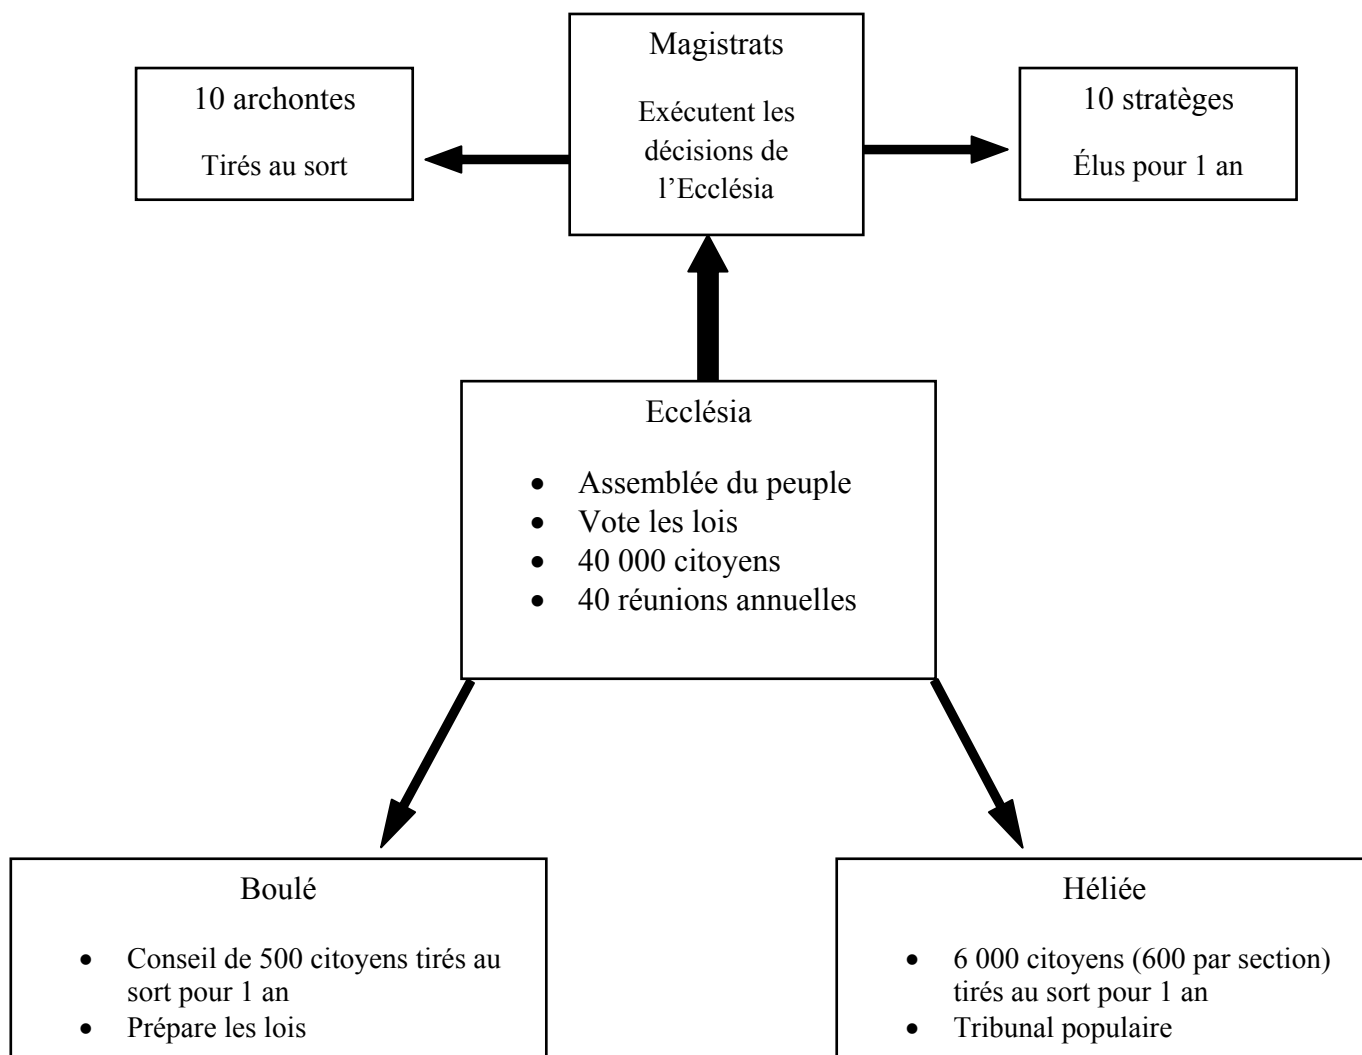 Magistrats
Exécutent les
décisions de
l’Ecclésia
10 archontes
Tirés au sort
10 stratèges
Élus pour 1 an
Ecclésia
• Assemblée du peuple
• Vote les lois
• 40 000 citoyens
• 40 réunions annuelles
Boulé
• Conseil de 500 citoyens tirés au
sort pour 1 an
• Prépare les lois
Héliée
• 6 000 citoyens (600 par section)
tirés au sort pour 1 an
• Tribunal populaire